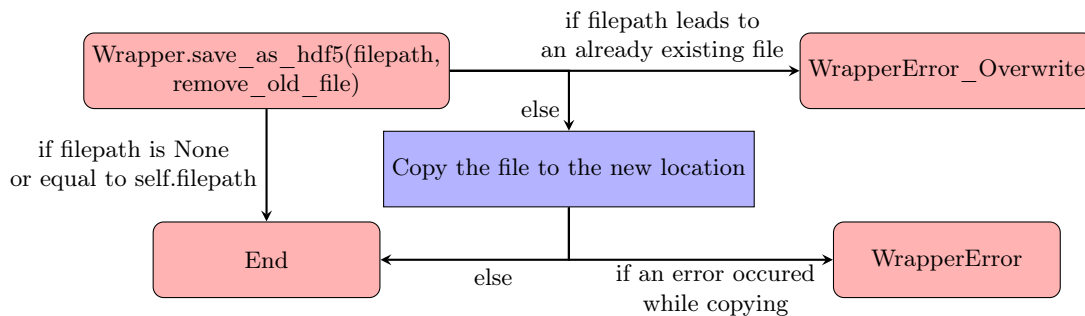 if filepath leads to
an already existing file
Wrapper.save_as_hdf5(filepath,
remove_old_file)
WrapperError_Overwrite
else
if filepath is None
or equal to self.filepath
Copy the file to the new location
End
else
if an error occured
while copying
WrapperError